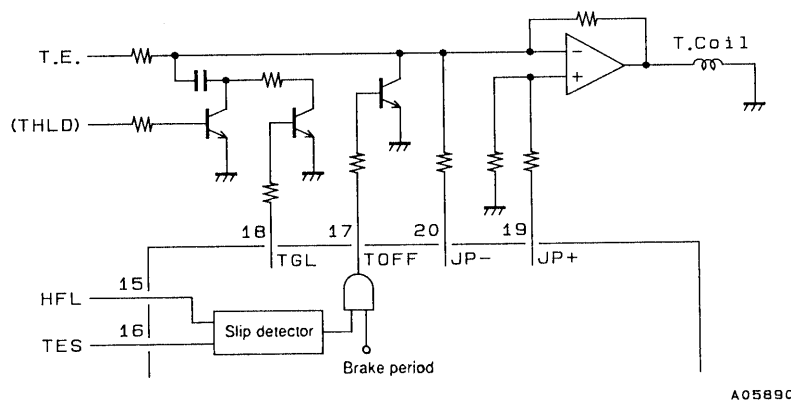 T.E.
T.Coil
−
+
(THLD)
18
17
20
19
TGL
TOFF
JP-
JP+
HFL
15
TES
16
Slip detector
Brake period
A05890